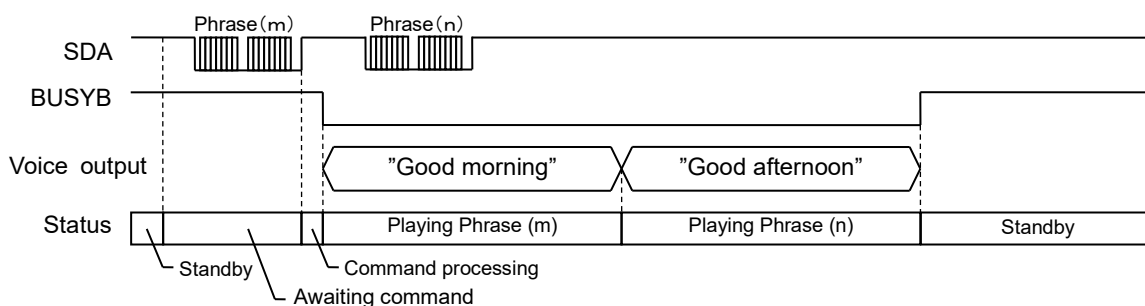 Phrase（m） Phrase（n）
SDA
BUSYB
Voice output ”Good morning” ”Good afternoon”
Status Playing Phrase (m) Playing Phrase (n) Standby
Standby Command processing
Awaiting command